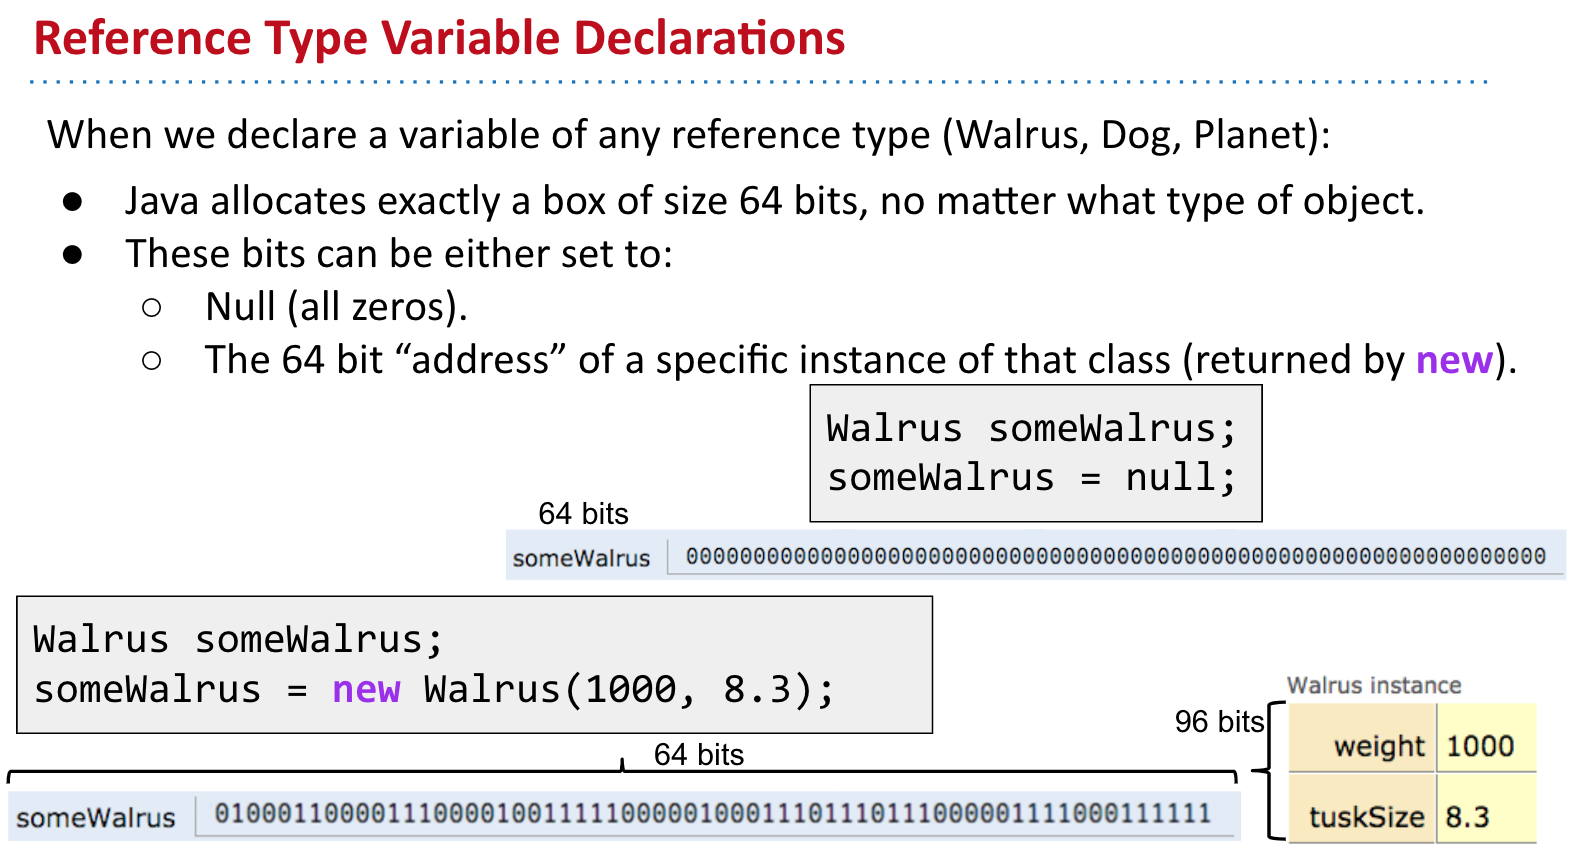 Reference Type Variable Declarations
When we declare a variable of any reference type (Walrus, Dog, Planet):
● Java allocates exactly a box of size 64 bits, no matter what type of object.
● These bits can be either set to:
○ Null (all zeros).
○ The 64 bit “address” of a specific instance of that class (returned by new).
Walrus someWalrus;
someWalrus = null;
64 bits
someWalrus 0000000000000000000000000000000000000000000000000000000000000000
Walrus someWalrus;
someWalrus = new Walrus(1000, 8.3);
64 bits
someWalrus 0100011000011100001001111100000100011101110111000001111000111111
Walrus instance
96 bits
weight 1000
tuskSize 8.3